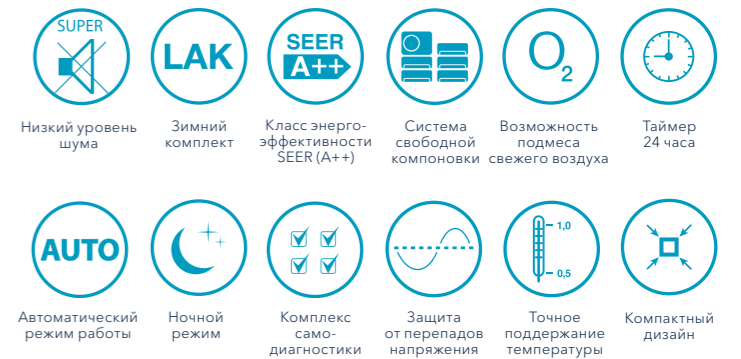 SUPER
Низкий уровень
шума
LAK
Зимний
комплект
SEER
A++
Класс энерго-
эффективности
SEER (A++)
Система
свободной
компоновки
O2
Возможность
подмеса
свежего воздуха
Таймер
24 часа
AUTO
Автоматический
режим работы
Ночной
режим
Комплекс
само-
диагностики
Защита
от перепадов
напряжения
1,0
0,5
Точное
поддержание
температуры
Компактный
дизайн